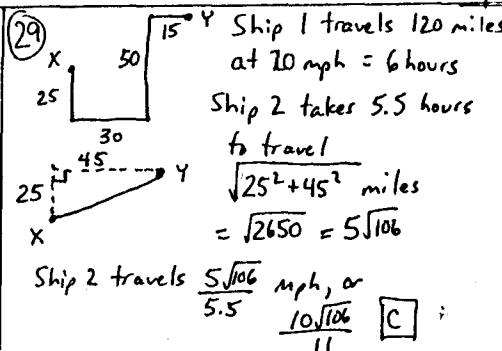 29
15 Y
X
50
25
30
45
25
Y
X
Ship 1 travels 120 miles
at 20 mph = 6 hours
Ship 2 takes 5.5 hours
to travel
√25²+45² miles
= √2650 = 5√106
Ship 2 travels 5√106/5.5 mph, or
10√106/11 C